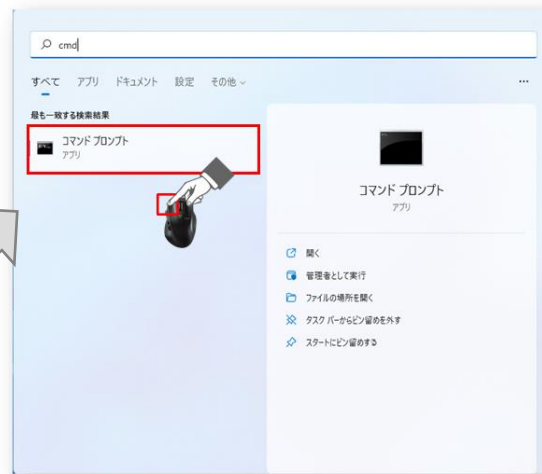 cmd
すべて アプリ ドキュメント 設定 その他
最も一致する検索結果
コマンド プロンプト
アプリ
コマンド プロンプト
アプリ
開く
管理者として実行
ファイルの場所を開く
タスク バーからピン留めを外す
スタートにピン留めする